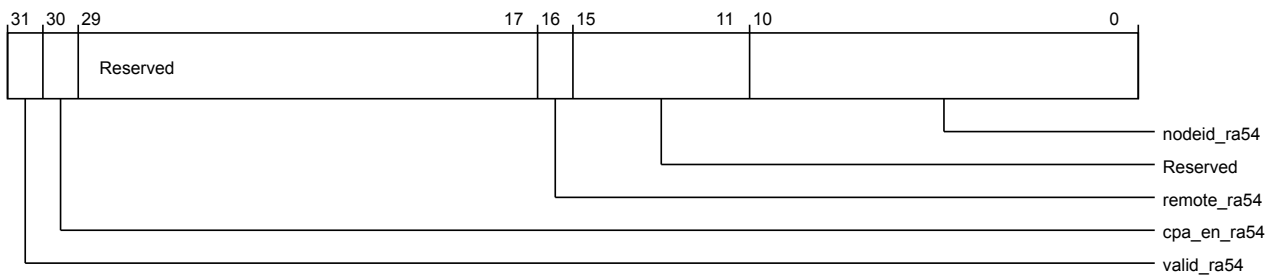 31 30 29 17 16 15 11 10 0
Reserved
nodeid_ra54
Reserved
remote_ra54
cpa_en_ra54
valid_ra54